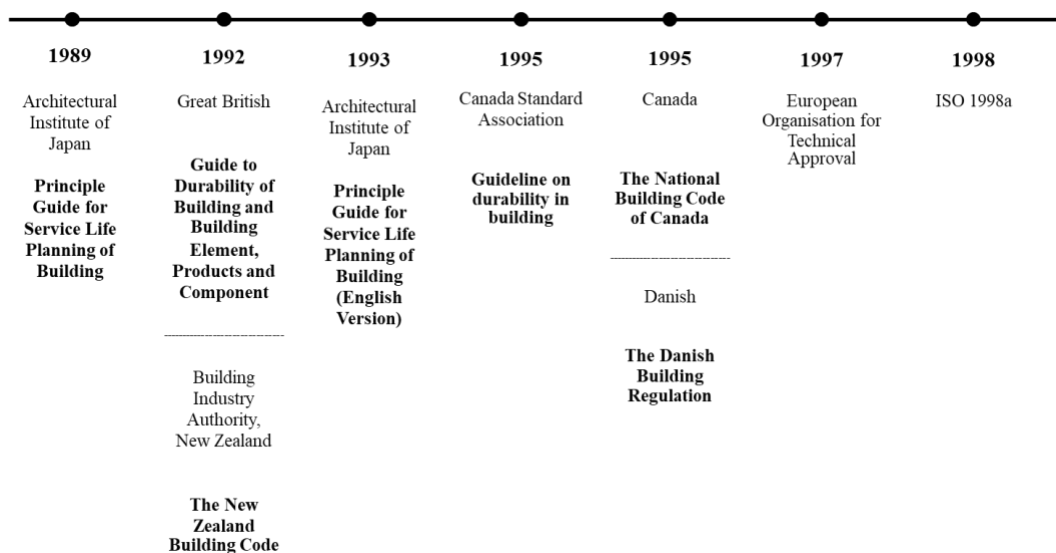 1989
Architectural
Institute of
Japan
Principle
Guide for
Service Life
Planning of
Building
1992
Great British
Guide to
Durability of
Building and
Building
Element,
Products and
Component
Building
Industry
Authority,
New Zealand
The New
Zealand
Building Code
1993
Architectural
Institute of
Japan
Principle
Guide for
Service Life
Planning of
Building
(English
Version)
1995
Canada Standard
Association
Guideline on
durability in
building
1995
Canada
The National
Building Code
of Canada
Danish
The Danish
Building
Regulation
1997
European
Organisation for
Technical
Approval
1998
ISO 1998a